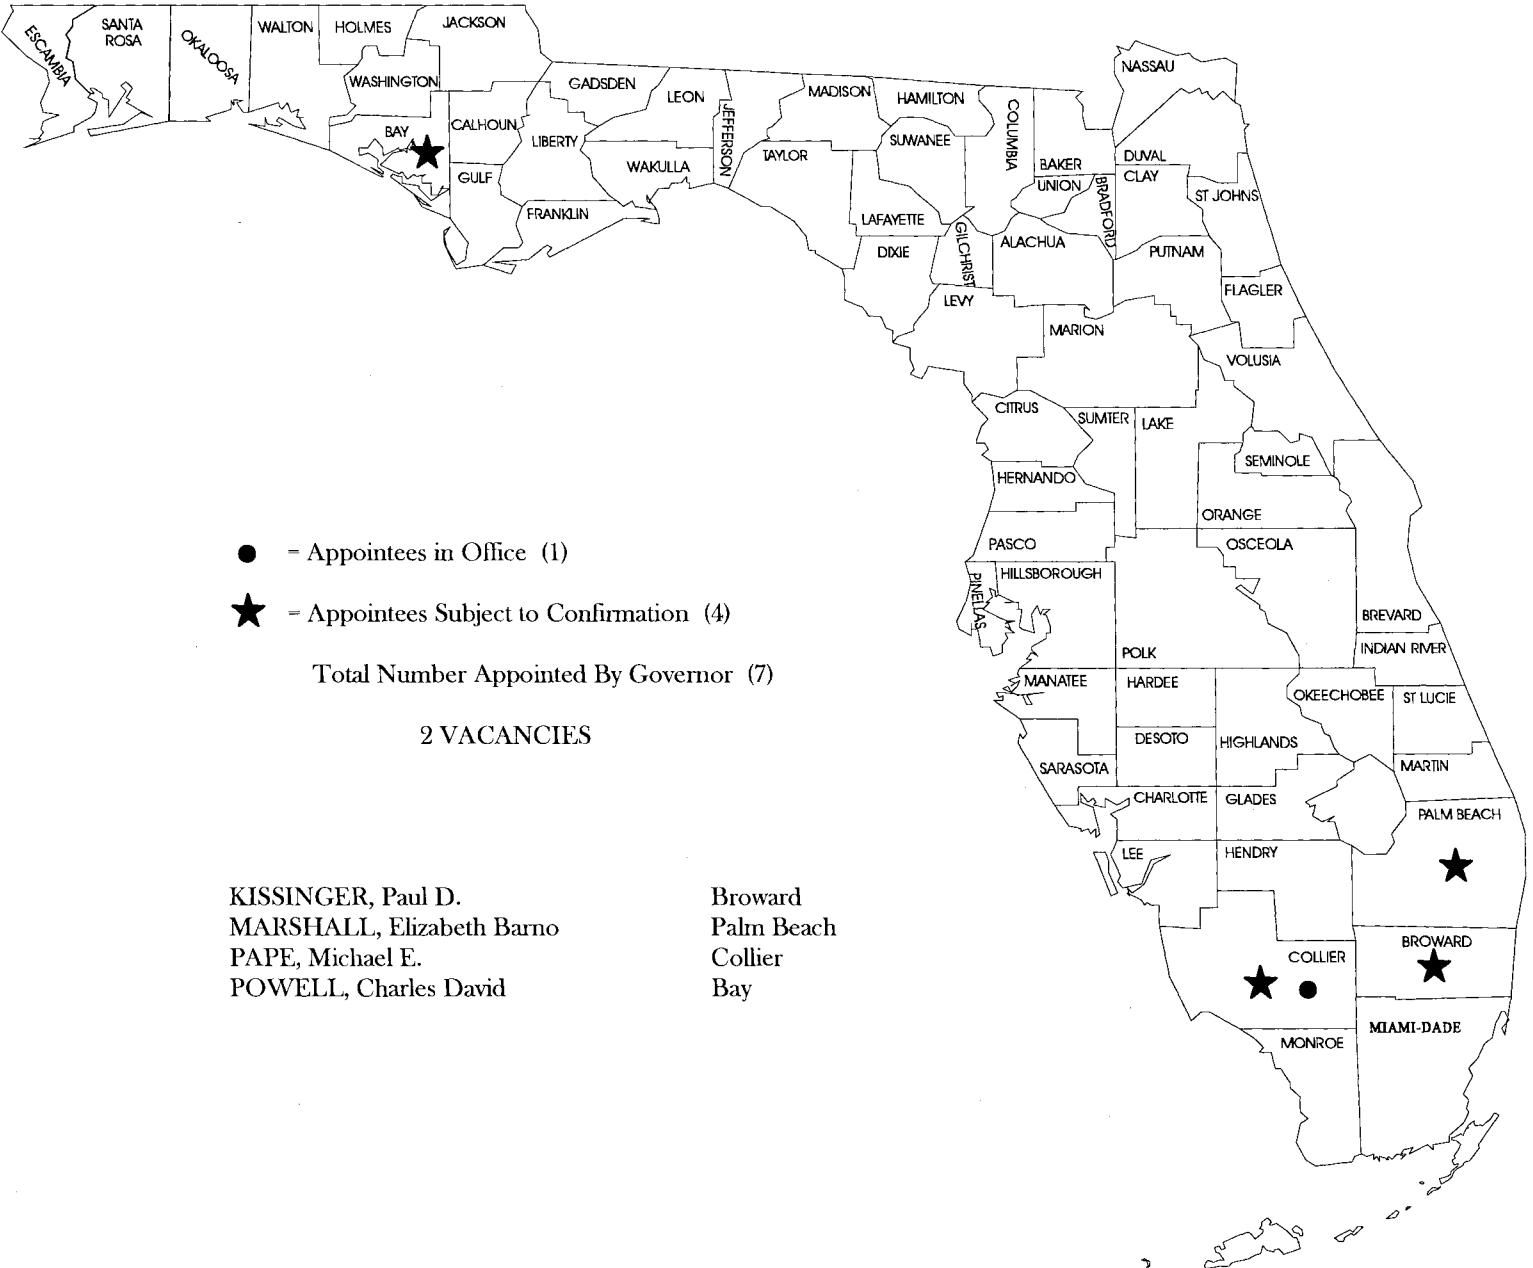 ESCAMBIA
SANTA
ROSA
OKALOOSA
WALTON
HOLMES
JACKSON
WASHINGTON
BAY
CALHOUN
GULF
GADSDEN
LIBERTY
FRANKLIN
LEON
WAKULLA
JEFFERSON
MADISON
TAYLOR
HAMILTON
SUWANEE
LAFAYETTE
DIXIE
COLUMBIA
GILCHRIST
LEVY
NASSAU
BAKER
UNION
BRADFORD
ALACHUA
DUVAL
CLAY
ST JOHNS
PUTNAM
FLAGLER
MARION
VOLUSIA
CITRUS
SUMTER
LAKE
SEMINOLE
HERNANDO
ORANGE
PASCO
OSCEOLA
PINELLAS
HILLSBOROUGH
POLK
BREVARD
INDIAN RIVER
MANATEE
HARDEE
OKEECHOBEE
ST LUCIE
DESOTO
HIGHLANDS
SARASOTA
MARTIN
CHARLOTTE
GLADES
PALM BEACH
LEE
HENDRY
BROWARD
COLLIER
MIAMI-DADE
MONROE
= Appointees in Office (1)
= Appointees Subject to Confirmation (4)
Total Number Appointed By Governor (7)
2 VACANCIES
KISSINGER, Paul D. Broward
MARSHALL, Elizabeth Barno Palm Beach
PAPE, Michael E. Collier
POWELL, Charles David Bay